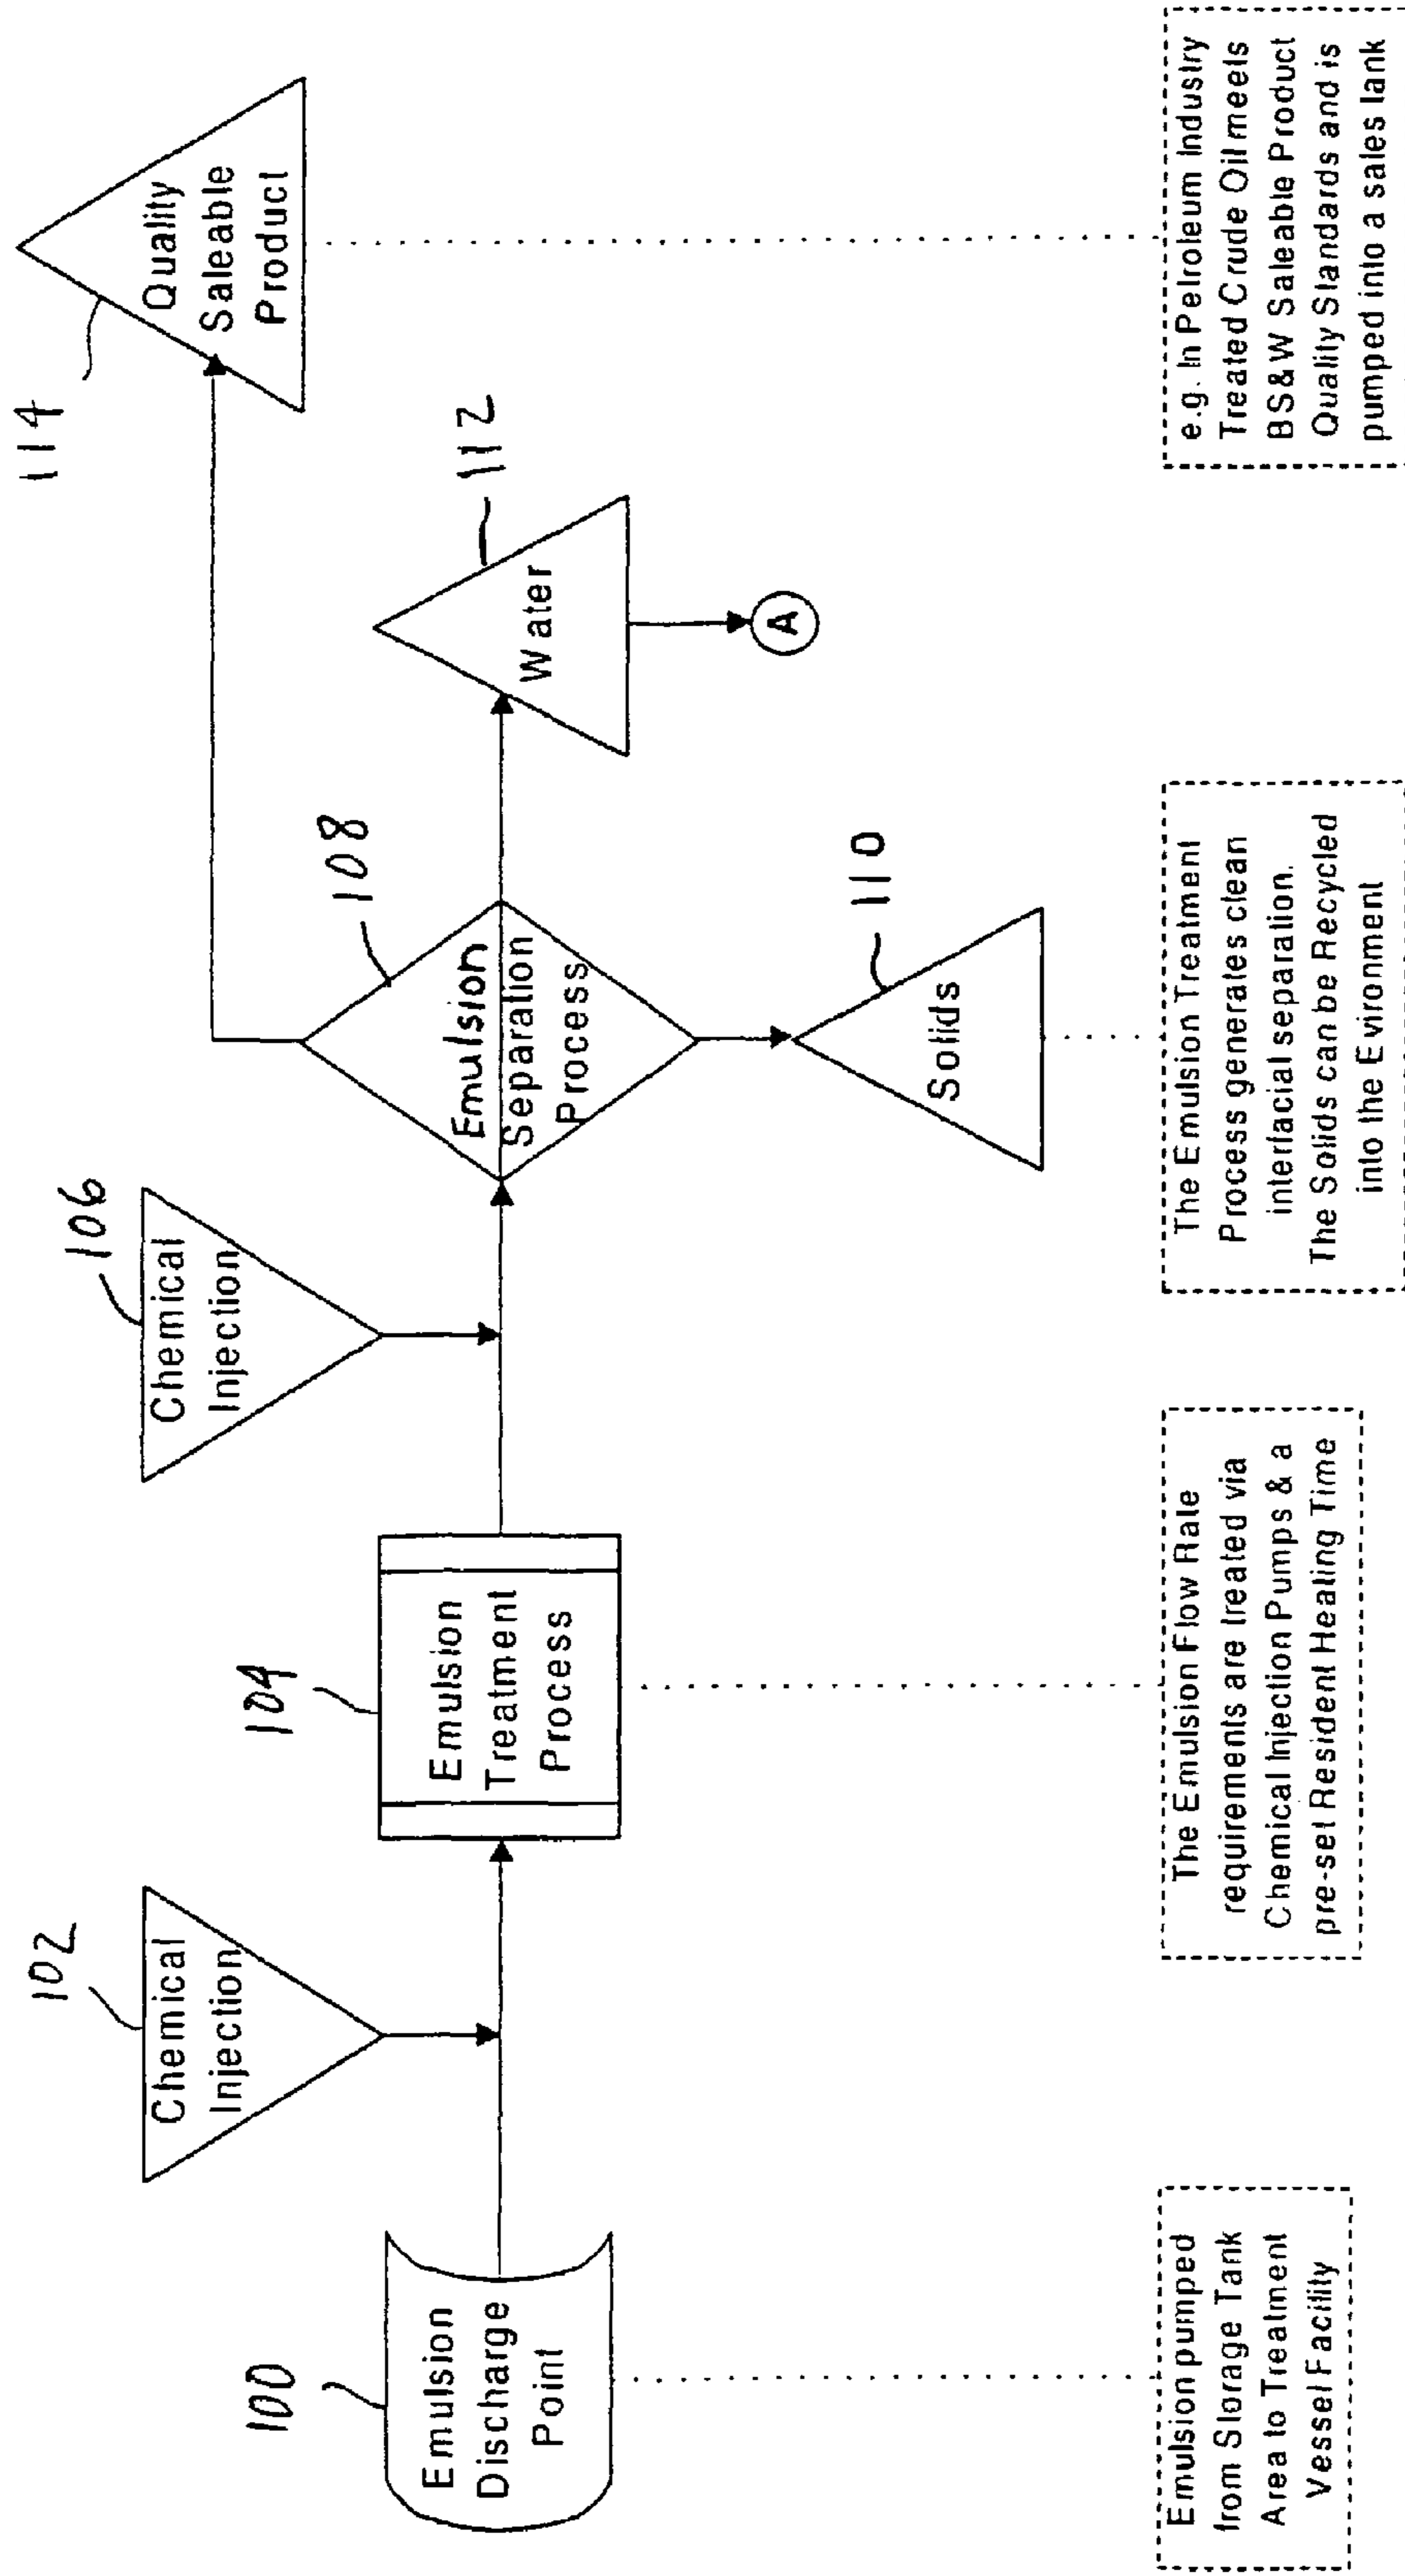 100
Emulsion
Discharge
Point
102
Chemical
Injection
104
Emulsion
Treatment
Process
106
Chemical
Injection
108
Emulsion
Separation
Process
110
Solids
112
Water
A
114
Quality
Saleable
Product
Emulsion pumped
from Storage Tank
Area to Treatment
Vessel Facility
The Emulsion Flow Rate
requirements are treated via
Chemical Injection Pumps & a
pre-set Resident Heating Time
The Emulsion Treatment
Process generates clean
interfacial separation.
The Solids can be Recycled
into the Evironment
e.g. In Petroleum Industry
Treated Crude Oil meets
BS&W Saleable Product
Quality Standards and is
pumped into a sales tank